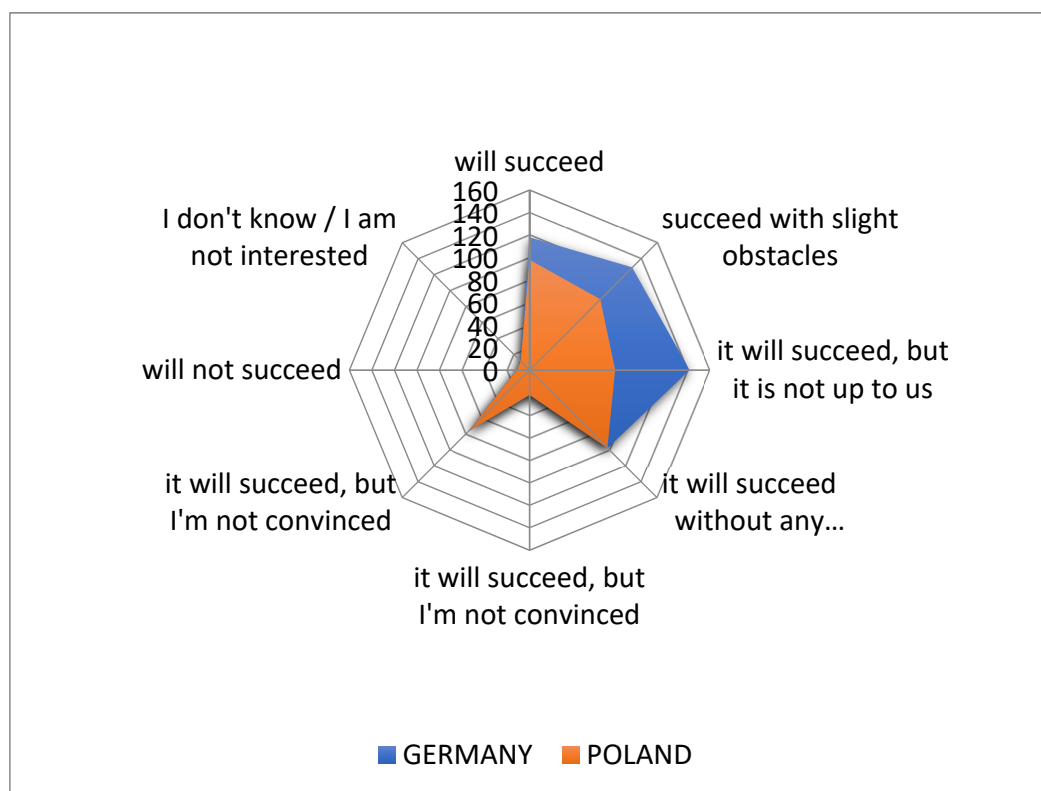 will succeed
160
140
120
100
80
60
40
20
0
I don't know / I am
not interested
succeed with slight
obstacles
will not succeed
it will succeed, but
it is not up to us
it will succeed, but
I'm not convinced
it will succeed
without any…
it will succeed, but
I'm not convinced
GERMANY POLAND